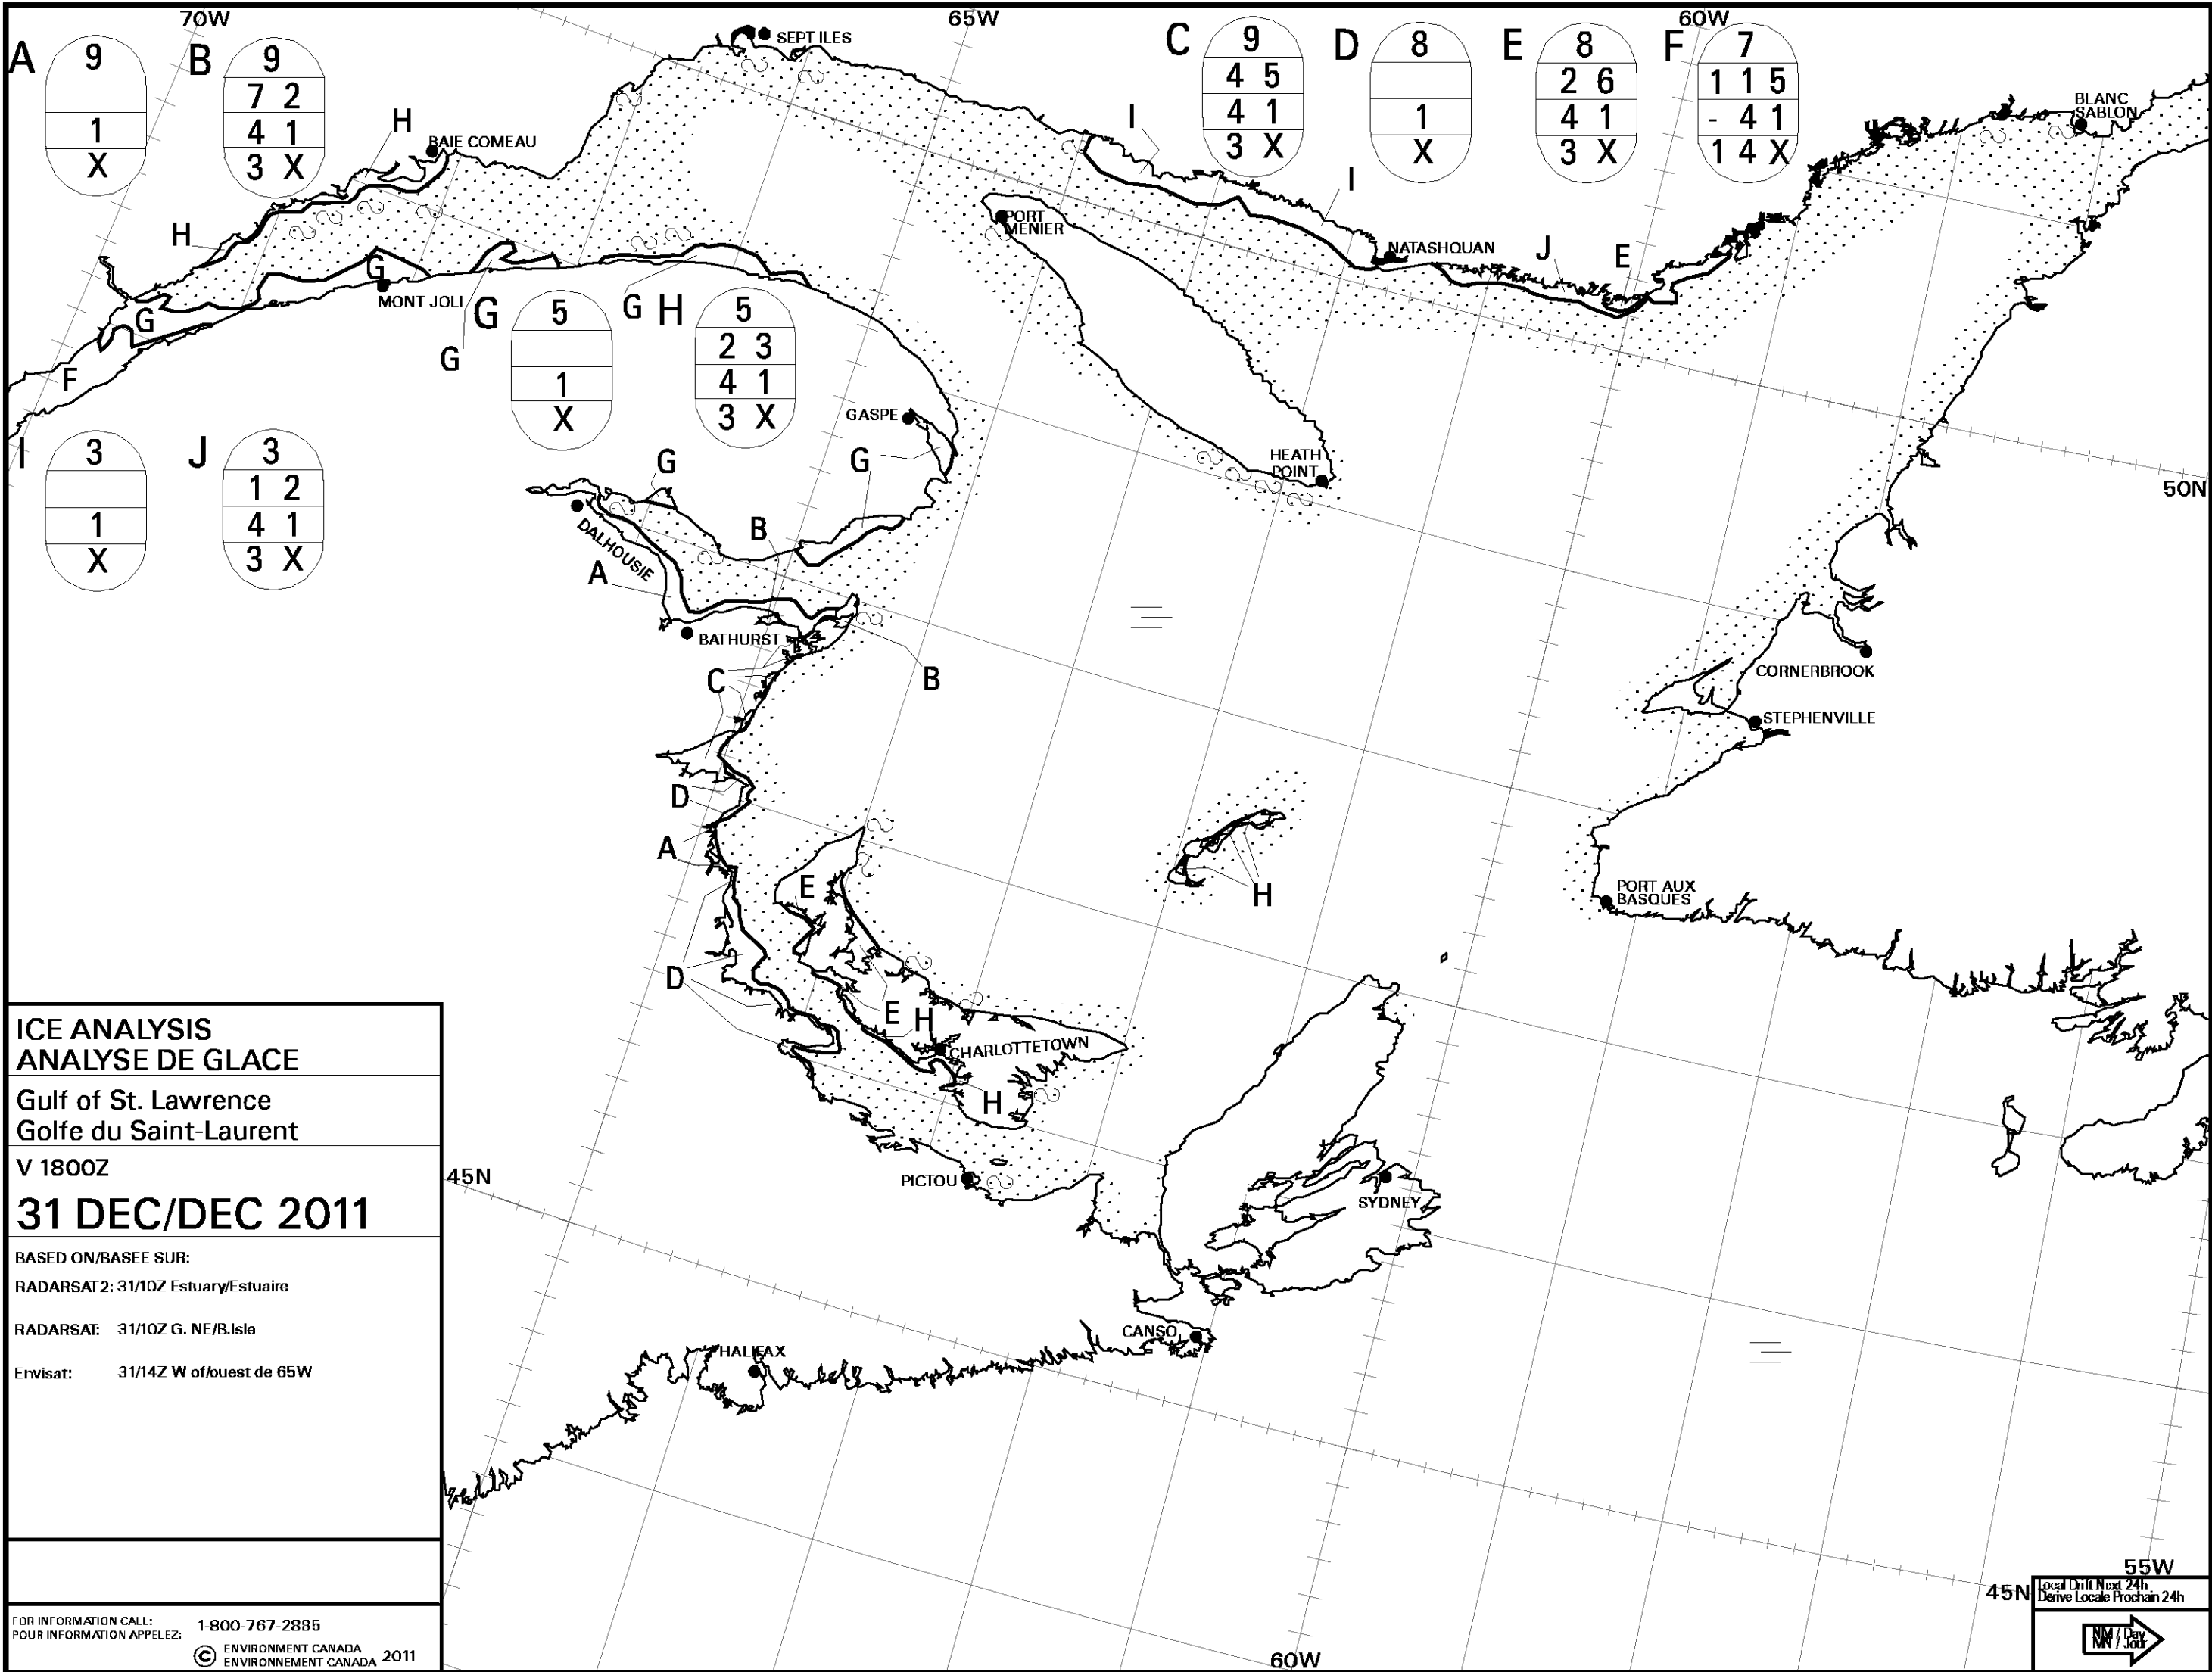 70W
65W
60W
A
9
1
X
B
9
7 2
4 1
3 X
C
9
4 5
4 1
3 X
D
8
1
X
E
8
2 6
4 1
3 X
F
7
1 1 5
- 4 1
1 4 X
SEPT ILES
BLANC
SABLON
H
BAIE COMEAU
I
I
PORT
MENIER
H
NATASHQUAN
J
E
G
MONT JOLI
G
G
G
F
G
5
1
X
H
5
2 3
4 1
3 X
GASPE
I
3
1
X
J
3
1 2
4 1
3 X
G
G
HEATH
POINT
50N
DALHOUSIE
B
A
BATHURST
C
B
CORNERBROOK
STEPHENVILLE
D
A
E
H
PORT AUX
BASQUES
D
E
H
CHARLOTTETOWN
H
ICE ANALYSIS
ANALYSE DE GLACE
Gulf of St. Lawrence
Golfe du Saint-Laurent
V 1800Z
31 DEC/DEC 2011
BASED ON/BASEE SUR:
RADARSAT2: 31/10Z Estuary/Estuaire
RADARSAT: 31/10Z G. NE/B.Isle
Envisat: 31/14Z W of/ouest de 65W
45N
PICTOU
SYDNEY
CANSO
HALIFAX
55W
45N
60W
Local Drift Next 24h
Derive Locale Prochain 24h
NM / Day
MN / Jour
FOR INFORMATION CALL:
POUR INFORMATION APPELEZ:
1-800-767-2885
© ENVIRONMENT CANADA
ENVIRONNEMENT CANADA 2011